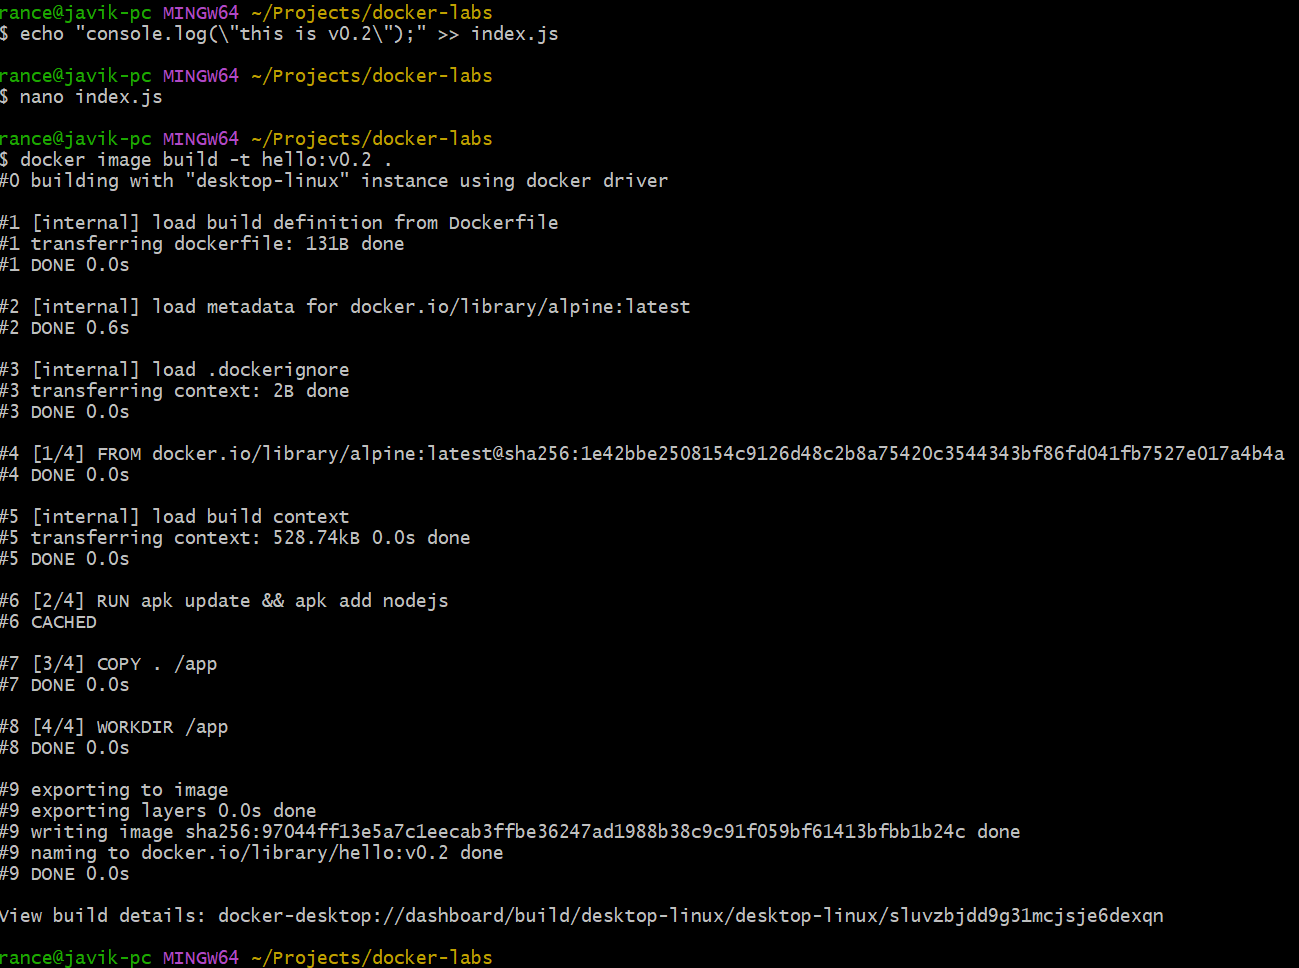 rance@javik-pc MINGW64 ~/Projects/docker-labs
$ echo "console.log(\"this is v0.2\");" >> index.js
rance@javik-pc MINGW64 ~/Projects/docker-labs
$ nano index.js
rance@javik-pc MINGW64 ~/Projects/docker-labs
$ docker image build -t hello:v0.2 .
#0 building with "desktop-linux" instance using docker driver
#1 [internal] load build definition from Dockerfile
#1 transferring dockerfile: 131B done
#1 DONE 0.0s
#2 [internal] load metadata for docker.io/library/alpine:latest
#2 DONE 0.6s
#3 [internal] load .dockerignore
#3 transferring context: 2B done
#3 DONE 0.0s
#4 [1/4] FROM docker.io/library/alpine:latest@sha256:1e42bbe2508154c9126d48c2b8a75420c3544343bf86fd041fb7527e017a4b4a
#4 DONE 0.0s
#5 [internal] load build context
#5 transferring context: 528.74kB 0.0s done
#5 DONE 0.0s
#6 [2/4] RUN apk update && apk add nodejs
#6 CACHED
#7 [3/4] COPY . /app
#7 DONE 0.0s
#8 [4/4] WORKDIR /app
#8 DONE 0.0s
#9 exporting to image
#9 exporting layers 0.0s done
#9 writing image sha256:97044ff13e5a7c1eecab3ffbe36247ad1988b38c9c91f059bf61413bfbb1b24c done
#9 naming to docker.io/library/hello:v0.2 done
#9 DONE 0.0s
View build details: docker-desktop://dashboard/build/desktop-linux/desktop-linux/sluvzbjdd9g31mcjsje6dexqn
rance@javik-pc MINGW64 ~/Projects/docker-labs